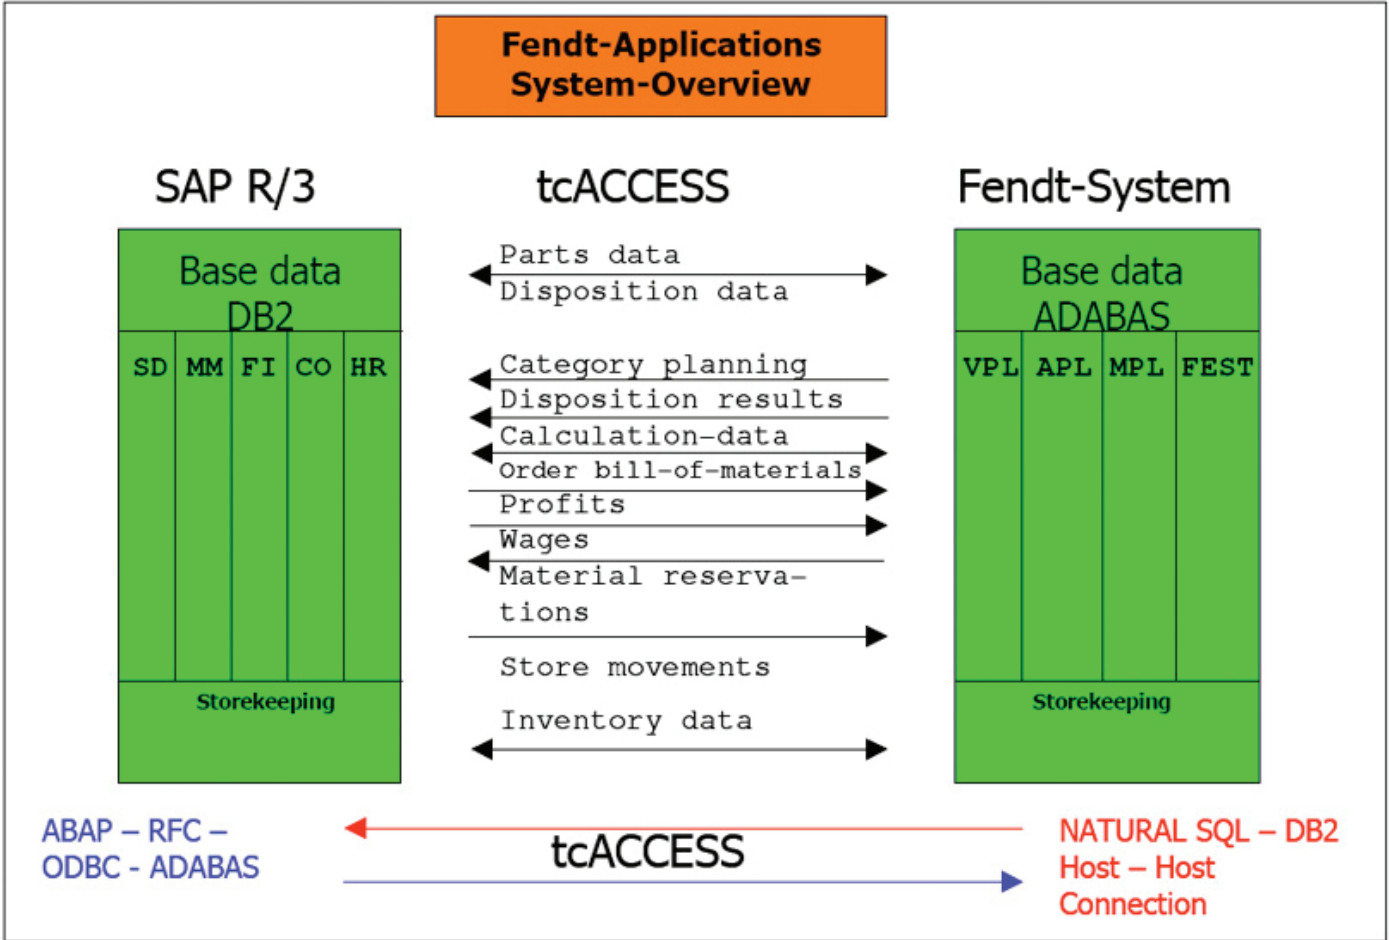 Fendt-Applications
System-Overview
SAP R/3
tcACCESS
Fendt-System
Base data
DB2
SD MM FI CO HR
Storekeeping
Parts data
Disposition data
Category planning
Disposition results
Calculation-data
Order bill-of-materials
Profits
Wages
Material reserva-
tions
Store movements
Inventory data
Base data
ADABAS
VPL APL MPL FEST
Storekeeping
ABAP – RFC –
ODBC - ADABAS
tcACCESS
NATURAL SQL – DB2
Host – Host
Connection